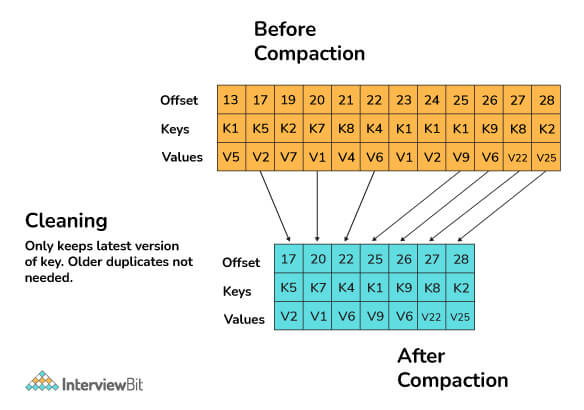 Before
Compaction
Offset 13 17 19 20 21 22 23 24 25 26 27 28
Keys K1 K5 K2 K7 K8 K4 K1 K1 K1 K9 K8 K2
Values V5 V2 V7 V1 V4 V6 V1 V2 V9 V6 V22 V25
Cleaning
Only keeps latest version
of key. Older duplicates not
needed.
Offset 17 20 22 25 26 27 28
Keys K5 K7 K4 K1 K9 K8 K2
Values V2 V1 V6 V9 V6 V22 V25
After
Compaction
InterviewBit